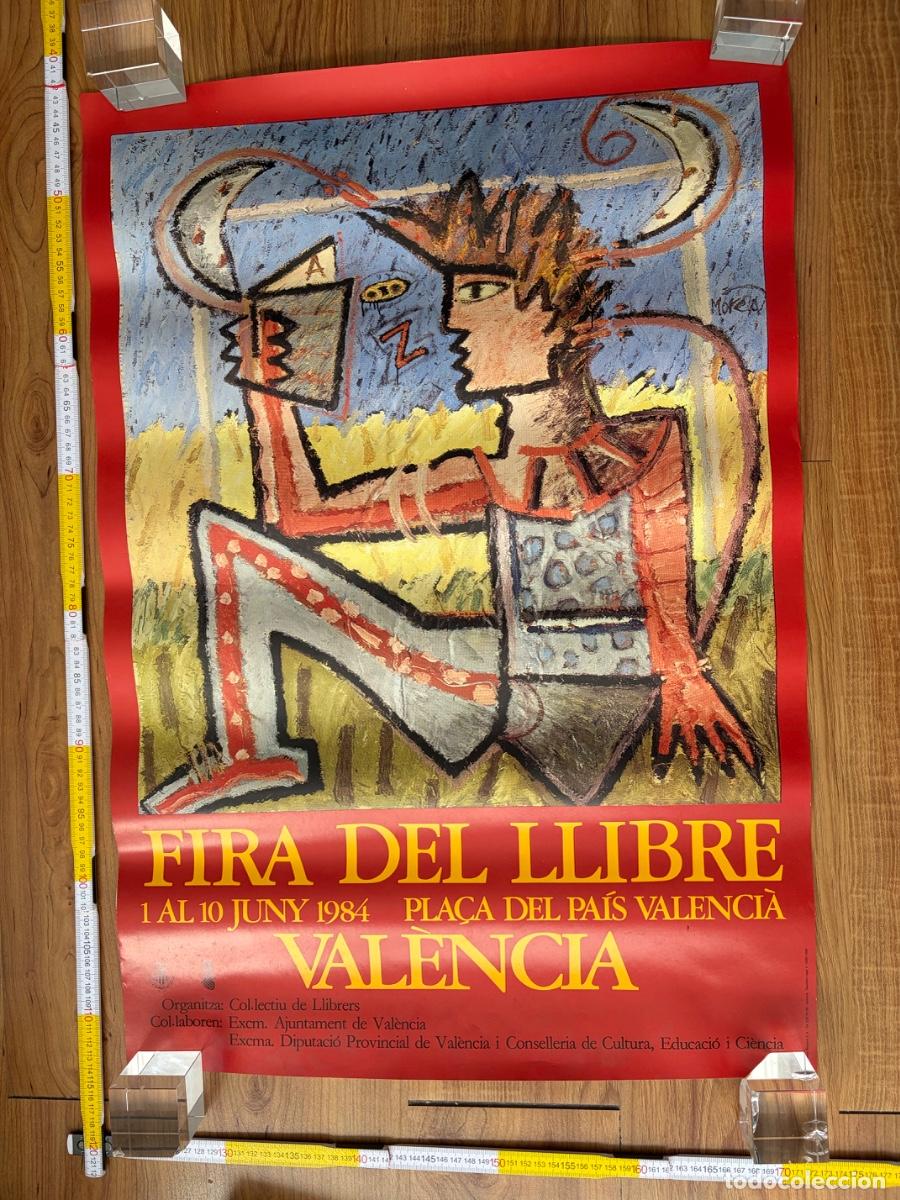 A
Z
FIRA DEL LLIBRE
1 AL 10 JUNY 1984 PLAÇA DEL PAÍS VALENCIÀ
VALÈNCIA
Organitza: Col.lectiu de Llibrers
Col.laboren: Excm. Ajuntament de València
Excma. Diputació Provincial de València i Conselleria de Cultura, Educació i Ciència
todocoleccion